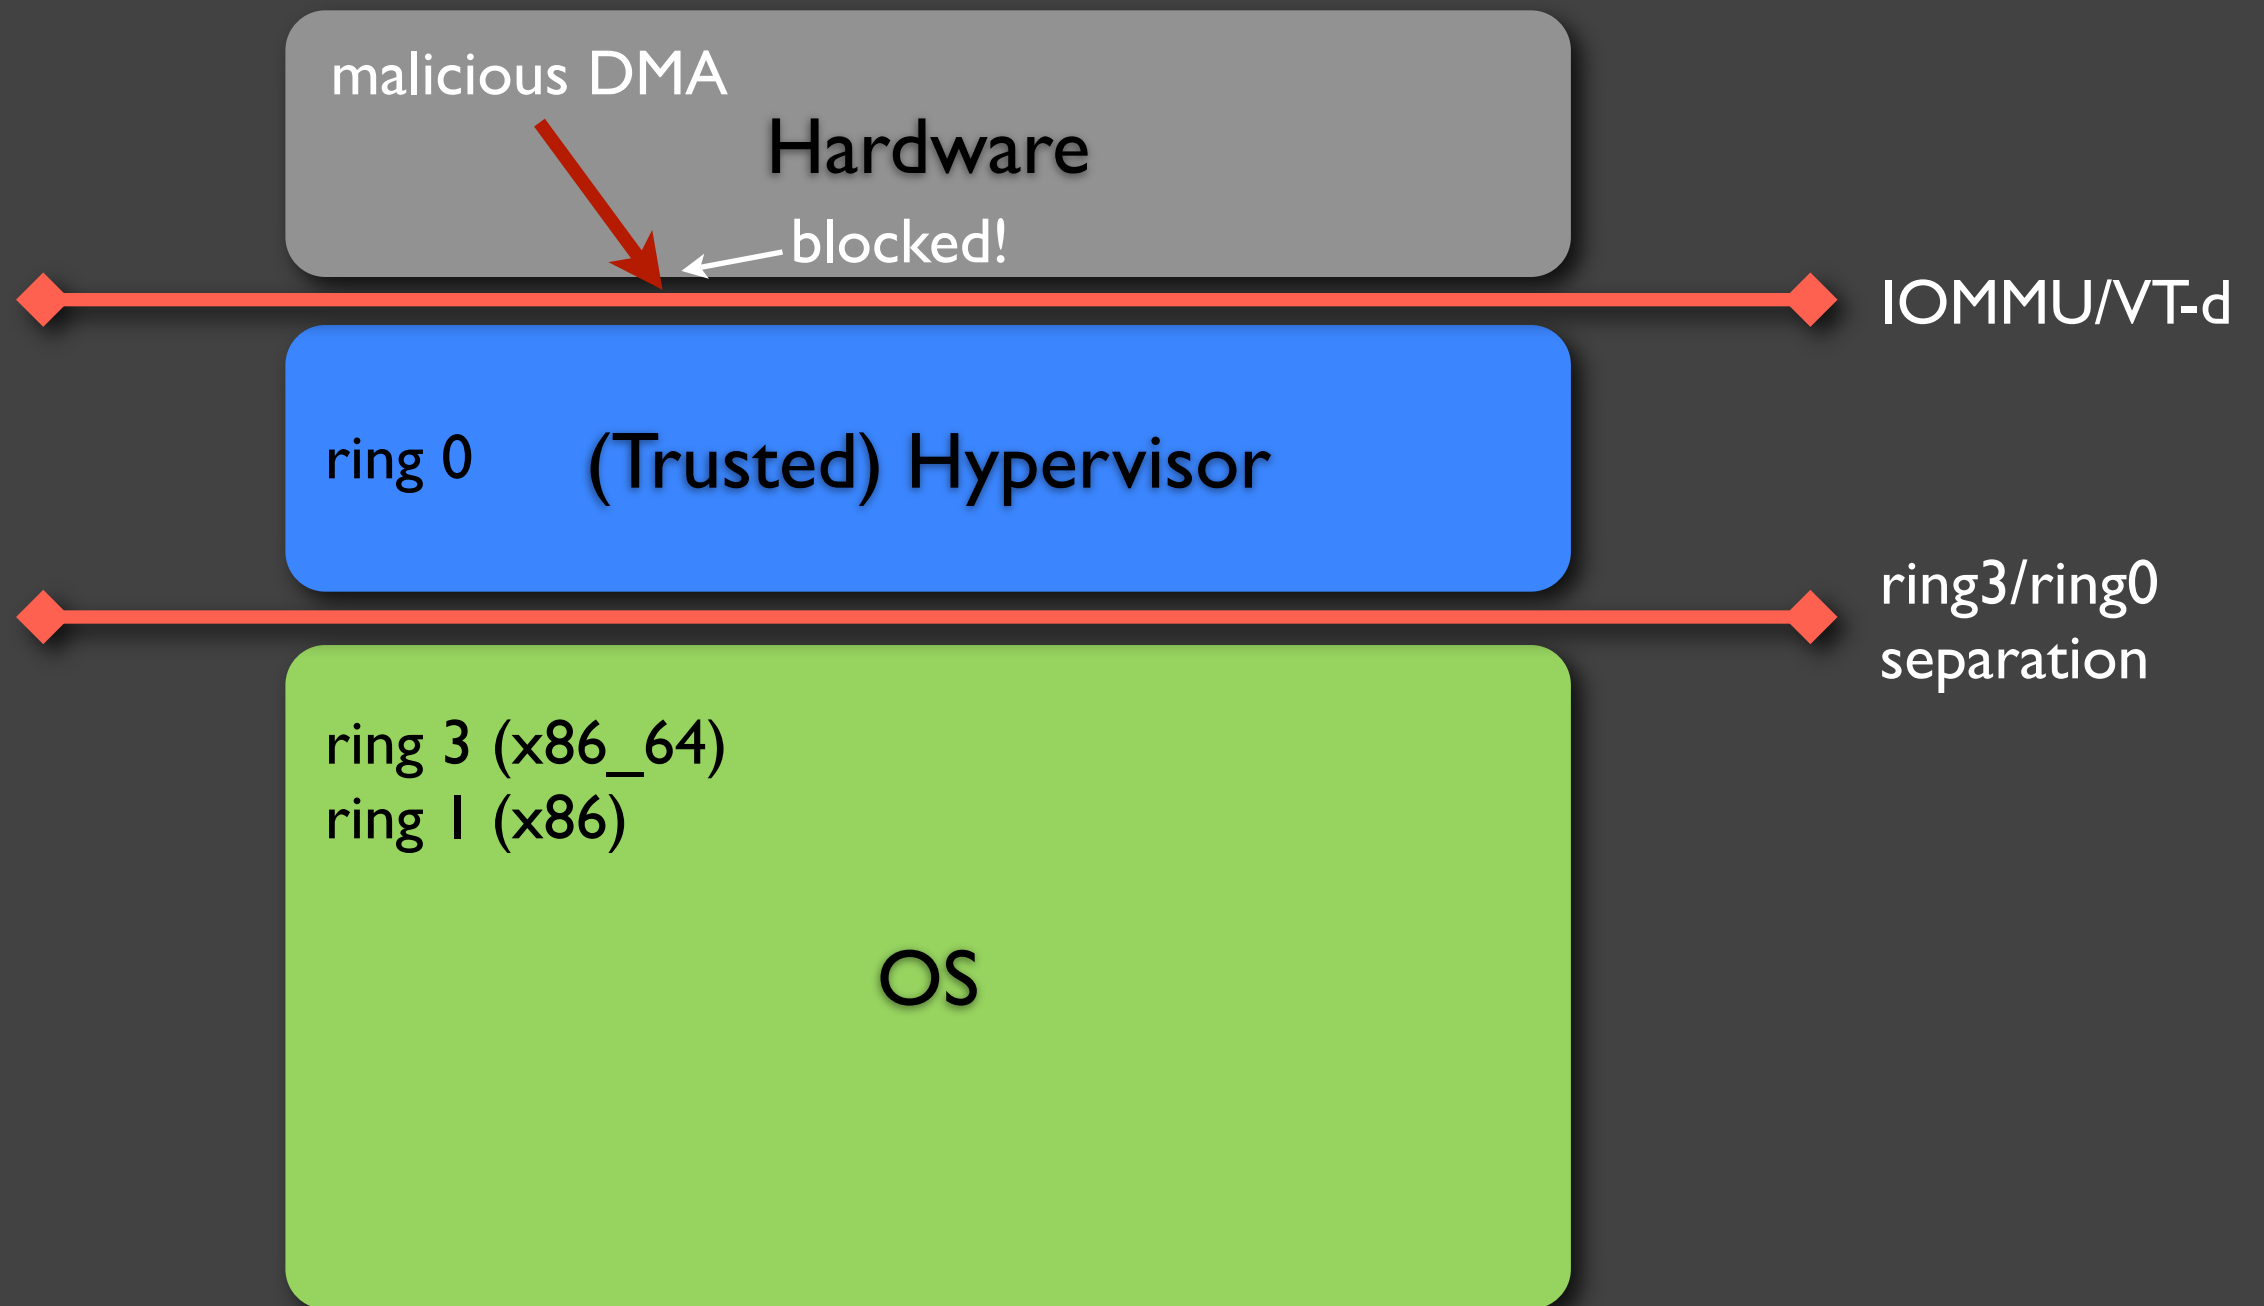 malicious DMA
Hardware
blocked!
IOMMU/VT-d
ring 0
(Trusted) Hypervisor
ring3/ring0
separation
ring 3 (x86_64)
ring 1 (x86)
OS